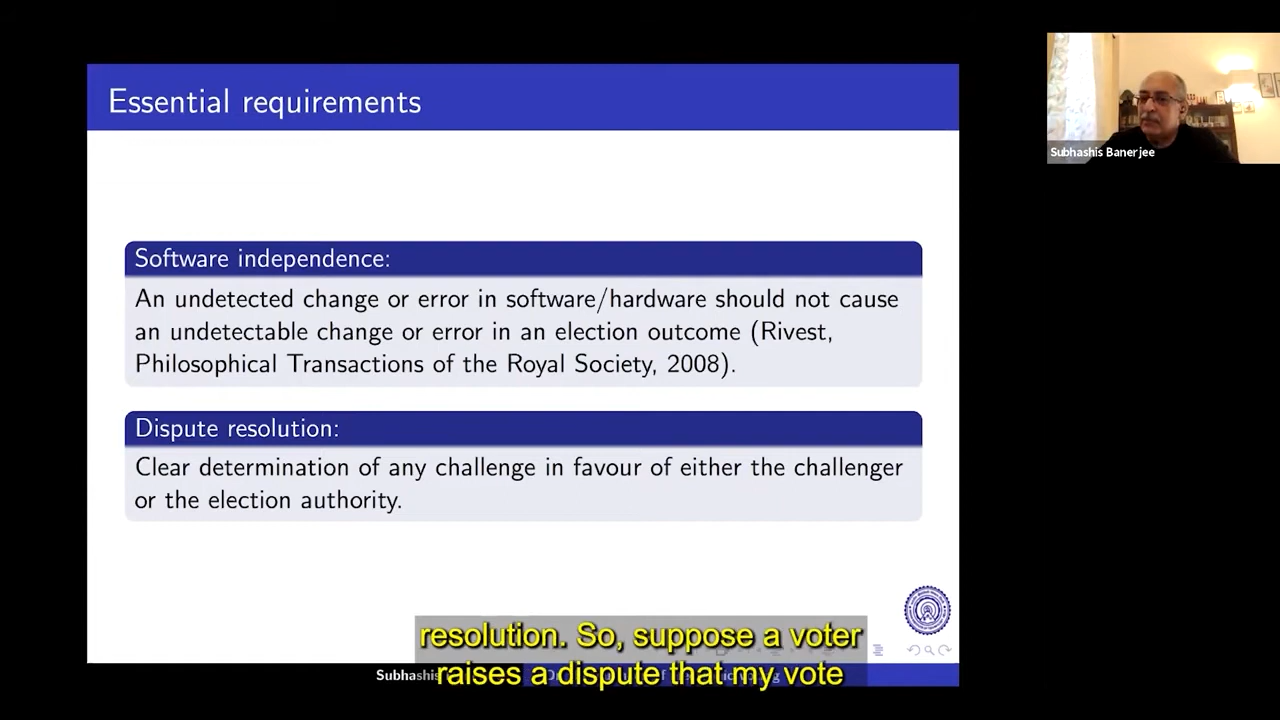 Essential requirements
Software independence:
An undetected change or error in software/hardware should not cause
an undetectable change or error in an election outcome (Rivest,
Philosophical Transactions of the Royal Society, 2008).
Dispute resolution:
Clear determination of any challenge in favour of either the challenger
or the election authority.
resolution. So, suppose a voter
raises a dispute that my vote
Subhashis
Subhashis Banerjee